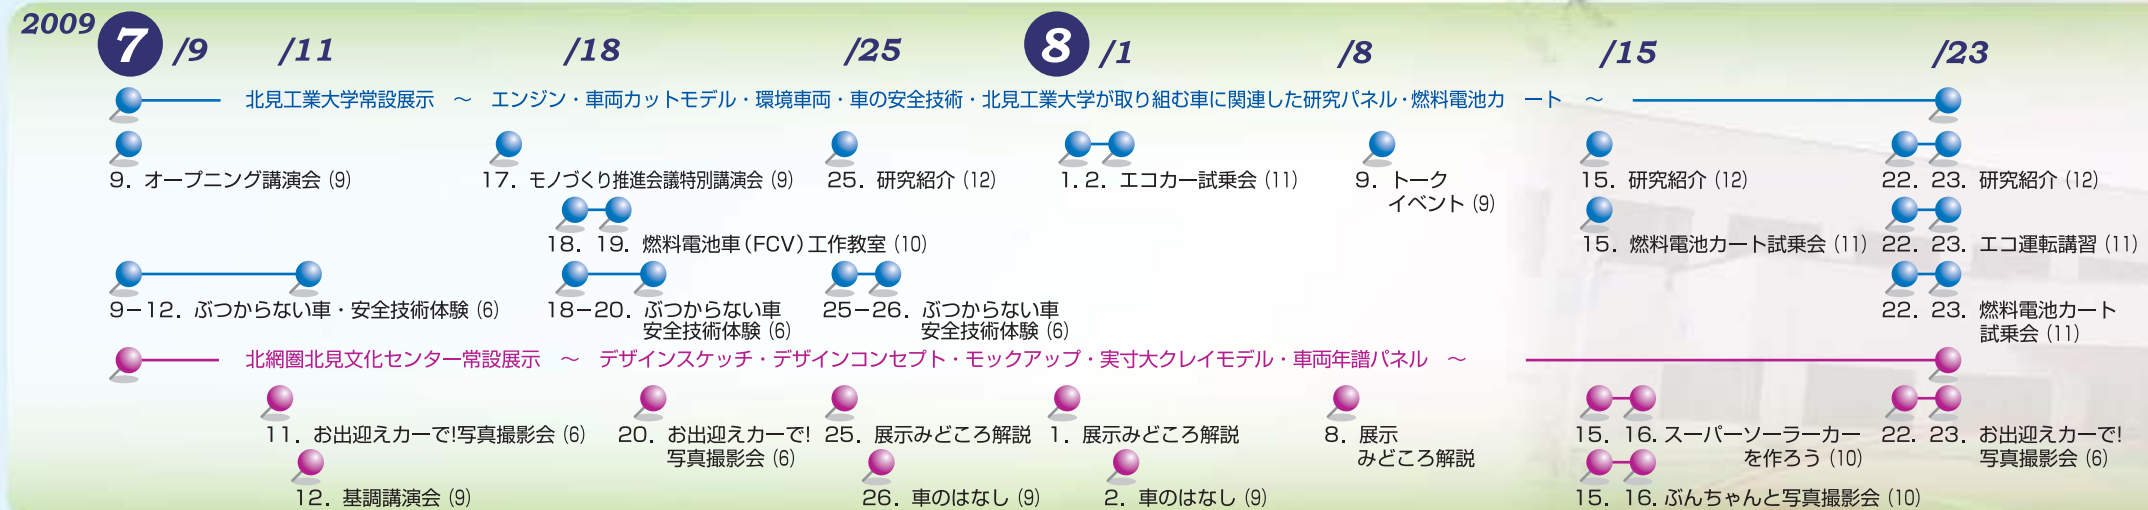 2009 7 /9 /11 /18 /25 8 /1 /8 /15 /23
北見工業大学常設展示 ～ エンジン・車両カットモデル・環境車両・車の安全技術・北見工業大学が取り組む車に関連した研究パネル・燃料電池カート ～
9. オープニング講演会 (9)
17. モノづくり推進会議特別講演会 (9)
25. 研究紹介 (12)
1. 2. エコカー試乗会 (11)
9. トーク
イベント (9)
15. 研究紹介 (12)
22. 23. 研究紹介 (12)
18. 19. 燃料電池車(FCV)工作教室 (10)
15. 燃料電池カート試乗会 (11)
22. 23. エコ運転講習 (11)
9－12. ぶつからない車・安全技術体験 (6)
18－20. ぶつからない車
安全技術体験 (6)
25－26. ぶつからない車
安全技術体験 (6)
22. 23. 燃料電池カート
試乗会 (11)
北網圏北見文化センター常設展示 ～ デザインスケッチ・デザインコンセプト・モックアップ・実寸大クレイモデル・車両年譜パネル ～
11. お出迎えカーで!写真撮影会 (6)
20. お出迎えカーで!
写真撮影会 (6)
25. 展示みどころ解説
1. 展示みどころ解説
8. 展示
みどころ解説
15. 16. スーパーソーラーカー
を作ろう (10)
22. 23. お出迎えカーで!
写真撮影会 (6)
12. 基調講演会 (9)
26. 車のはなし (9)
2. 車のはなし (9)
15. 16. ぶんちゃんと写真撮影会 (10)